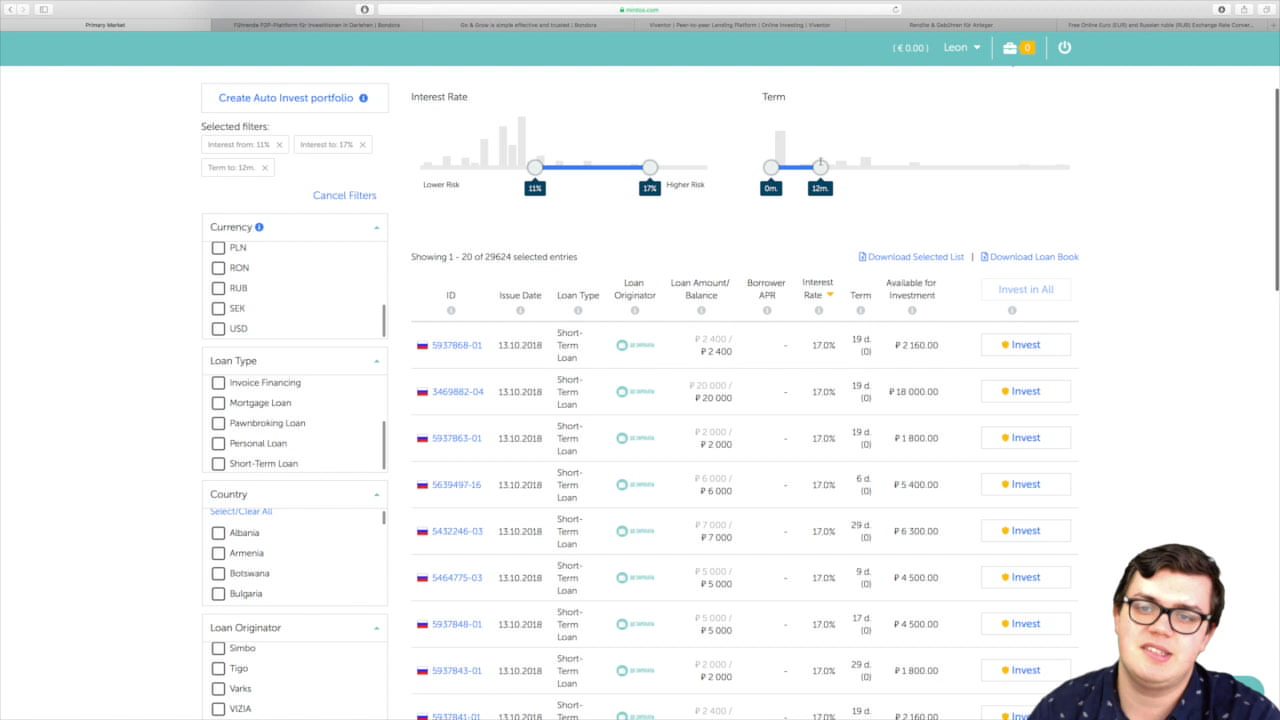 mintos.com
Primary Market
Führende P2P-Plattform für Investitionen in Darlehen | Bondora
Go & Grow is simple effective and trusted | Bondora
Viventor | Peer-to-peer Lending Platform | Online Investing | Viventor
Rendite & Gebühren für Anleger
Free Online Euro (EUR) and Russian ruble (RUB) Exchange Rate Conver...
( € 0.00 ) Leon 0
Create Auto Invest portfolio
Selected filters:
Interest from: 11% ×
Interest to: 17% ×
Term to: 12m. ×
Cancel Filters
Currency
PLN
RON
RUB
SEK
USD
Loan Type
Invoice Financing
Mortgage Loan
Pawnbroking Loan
Personal Loan
Short-Term Loan
Country
Select/Clear All
Albania
Armenia
Botswana
Bulgaria
Loan Originator
Simbo
Tigo
Varks
VIZIA
Interest Rate
Lower Risk
11%
17%
Higher Risk
Term
0m.
12m.
Showing 1 - 20 of 29624 selected entries
Download Selected List | Download Loan Book
ID
Issue Date
Loan Type
Loan
Originator
Loan Amount/
Balance
Borrower
APR
Interest
Rate
Term
Available for
Investment
Invest in All
5937868-01 13.10.2018 Short-
Term
Loan
₽ 2 400 /
₽ 2 400
- 17.0% 19 d.
(0)
₽ 2 160.00 Invest
3469882-04 13.10.2018 Short-
Term
Loan
₽ 20 000 /
₽ 20 000
- 17.0% 19 d.
(0)
₽ 18 000.00 Invest
5937863-01 13.10.2018 Short-
Term
Loan
₽ 2 000 /
₽ 2 000
- 17.0% 19 d.
(0)
₽ 1 800.00 Invest
5639497-16 13.10.2018 Short-
Term
Loan
₽ 6 000 /
₽ 6 000
- 17.0% 6 d.
(0)
₽ 5 400.00 Invest
5432246-03 13.10.2018 Short-
Term
Loan
₽ 7 000 /
₽ 7 000
- 17.0% 29 d.
(0)
₽ 6 300.00 Invest
5464775-03 13.10.2018 Short-
Term
Loan
₽ 5 000 /
₽ 5 000
- 17.0% 9 d.
(0)
₽ 4 500.00 Invest
5937848-01 13.10.2018 Short-
Term
Loan
₽ 5 000 /
₽ 5 000
- 17.0% 17 d.
(0)
₽ 4 500.00 Invest
5937843-01 13.10.2018 Short-
Term
Loan
₽ 2 000 /
₽ 2 000
- 17.0% 29 d.
(0)
₽ 1 800.00 Invest
5937841-01 13.10.2018 Short-
Term
₽ 2 400 /
17.0% 19 d.
₽ 2 160.00 Invest